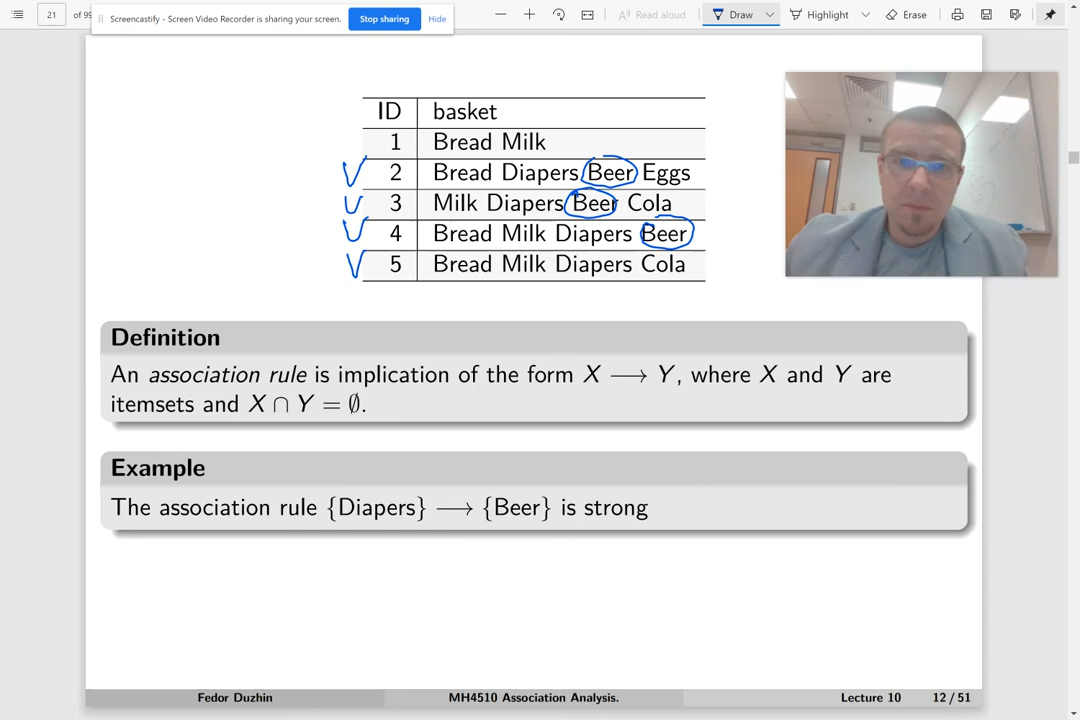 21 of 99
Screencastify - Screen Video Recorder is sharing your screen. Stop sharing Hide
Read aloud Draw Highlight Erase
ID basket
1 Bread Milk
2 Bread Diapers Beer Eggs
3 Milk Diapers Beer Cola
4 Bread Milk Diapers Beer
5 Bread Milk Diapers Cola
Definition
An association rule is implication of the form X ⟶ Y, where X and Y are
itemsets and X ∩ Y = ∅.
Example
The association rule {Diapers} ⟶ {Beer} is strong
Fedor Duzhin MH4510 Association Analysis. Lecture 10 12 / 51